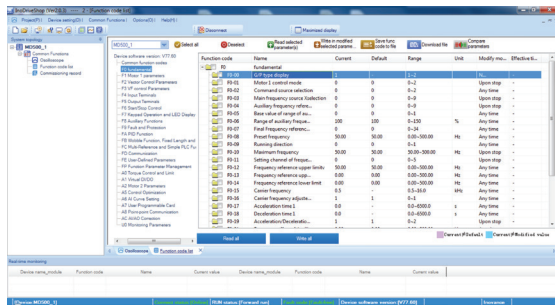 InoDriveShop (Ver2.0.3) --- 2 - [Function code list]
Project(P) Device setting(D) Common Functions1 Options(O) Help(H)
Disconnect Maximized display
System topology
MD500_1
Common Functions
Oscilloscope
Function code list
Commissioning record
MD500_1 Select all Deselect Read selected parameter(s) Write in modified selected parame... Save func code to file Download file Compare parameters
Device software version: V77.80
Common function codes
F0 fundamental
F1 Motor 1 parameters
F2 Vector Control Parameters
F3 V/F control Parameters
F4 Input Terminals
F5 Output Terminals
F6 Start/Stop Control
F7 Keypad Operation and LED Display
F8 Auxiliary Functions
F9 Fault and Protection
FA PID Function
FB Wobble Function, Fixed Length and
FC Multi-Reference and Simple PLC Fu
FD Communication
FE User-Defined Parameters
FP Function Parameter Management
A0 Torque Control and Limit
A1 Virtual DI/DO
A2 Motor 2 Parameters
A5 Control Optimization
A6 AI Curve Setting
A7 User Programmable Card
A8 Point-point Communication
AC AI/AO Correction
U0 Monitoring Parameters
Function code Name Current Default Range Unit Modify mo... Effective ti...
F0 fundamental
F0-00 G/P type display 1 - 1~2 N... -
F0-01 Motor 1 control mode 0 0 0~2 Upon stop -
F0-02 Command source selection 0 0 0~2 Any time -
F0-03 Main frequency source X selection 0 0 0~9 Upon stop -
F0-04 Auxiliary frequency refere... 0 0 0~9 Upon stop -
F0-05 Base value of range of au... 0 0 0~1 Any time -
F0-06 Range of auxiliary freque... 100 100 0~150 % Any time -
F0-07 Final frequency referenc... 0 0 0~34 Any time -
F0-08 Preset frequency 50.00 50.00 0.00~500.00 Hz Any time -
F0-09 Running direction 0 0 0~1 Any time -
F0-10 Maximum frequency 50.00 50.00 50.00~500.00 Hz Upon stop -
F0-11 Setting channel of freque... 0 0 0~5 Upon stop -
F0-12 Frequency reference upper limit 50.00 50.00 0.00~500.00 Hz Any time -
F0-13 Frequency reference upp... 0.00 0.00 0.00~500.00 Hz Any time -
F0-14 Frequency reference lower limit 0.00 0.00 0.00~500.00 Hz Any time -
F0-15 Carrier frequency 0.5 - 0.5~16.0 kHz Any time -
F0-16 Carrier frequency adjuste... 1 1 0~1 Any time -
F0-17 Acceleration time 1 0.0 - 0.0~6500.0 s Any time -
F0-18 Deceleration time 1 0.0 - 0.0~6500.0 s Any time -
F0-19 Acceleration/Deceleratio... 1 1 0~2 Upon stop -
Read all Write all
Current≠Default Current≠Modified value
Oscilloscope Function code list
Real-time monitoring
Device name_module Function code Name Current value Device name_module Function code Name Current value
[Device MD500_1] RUN status [Forward run] Device software version [V77.80] Inovance